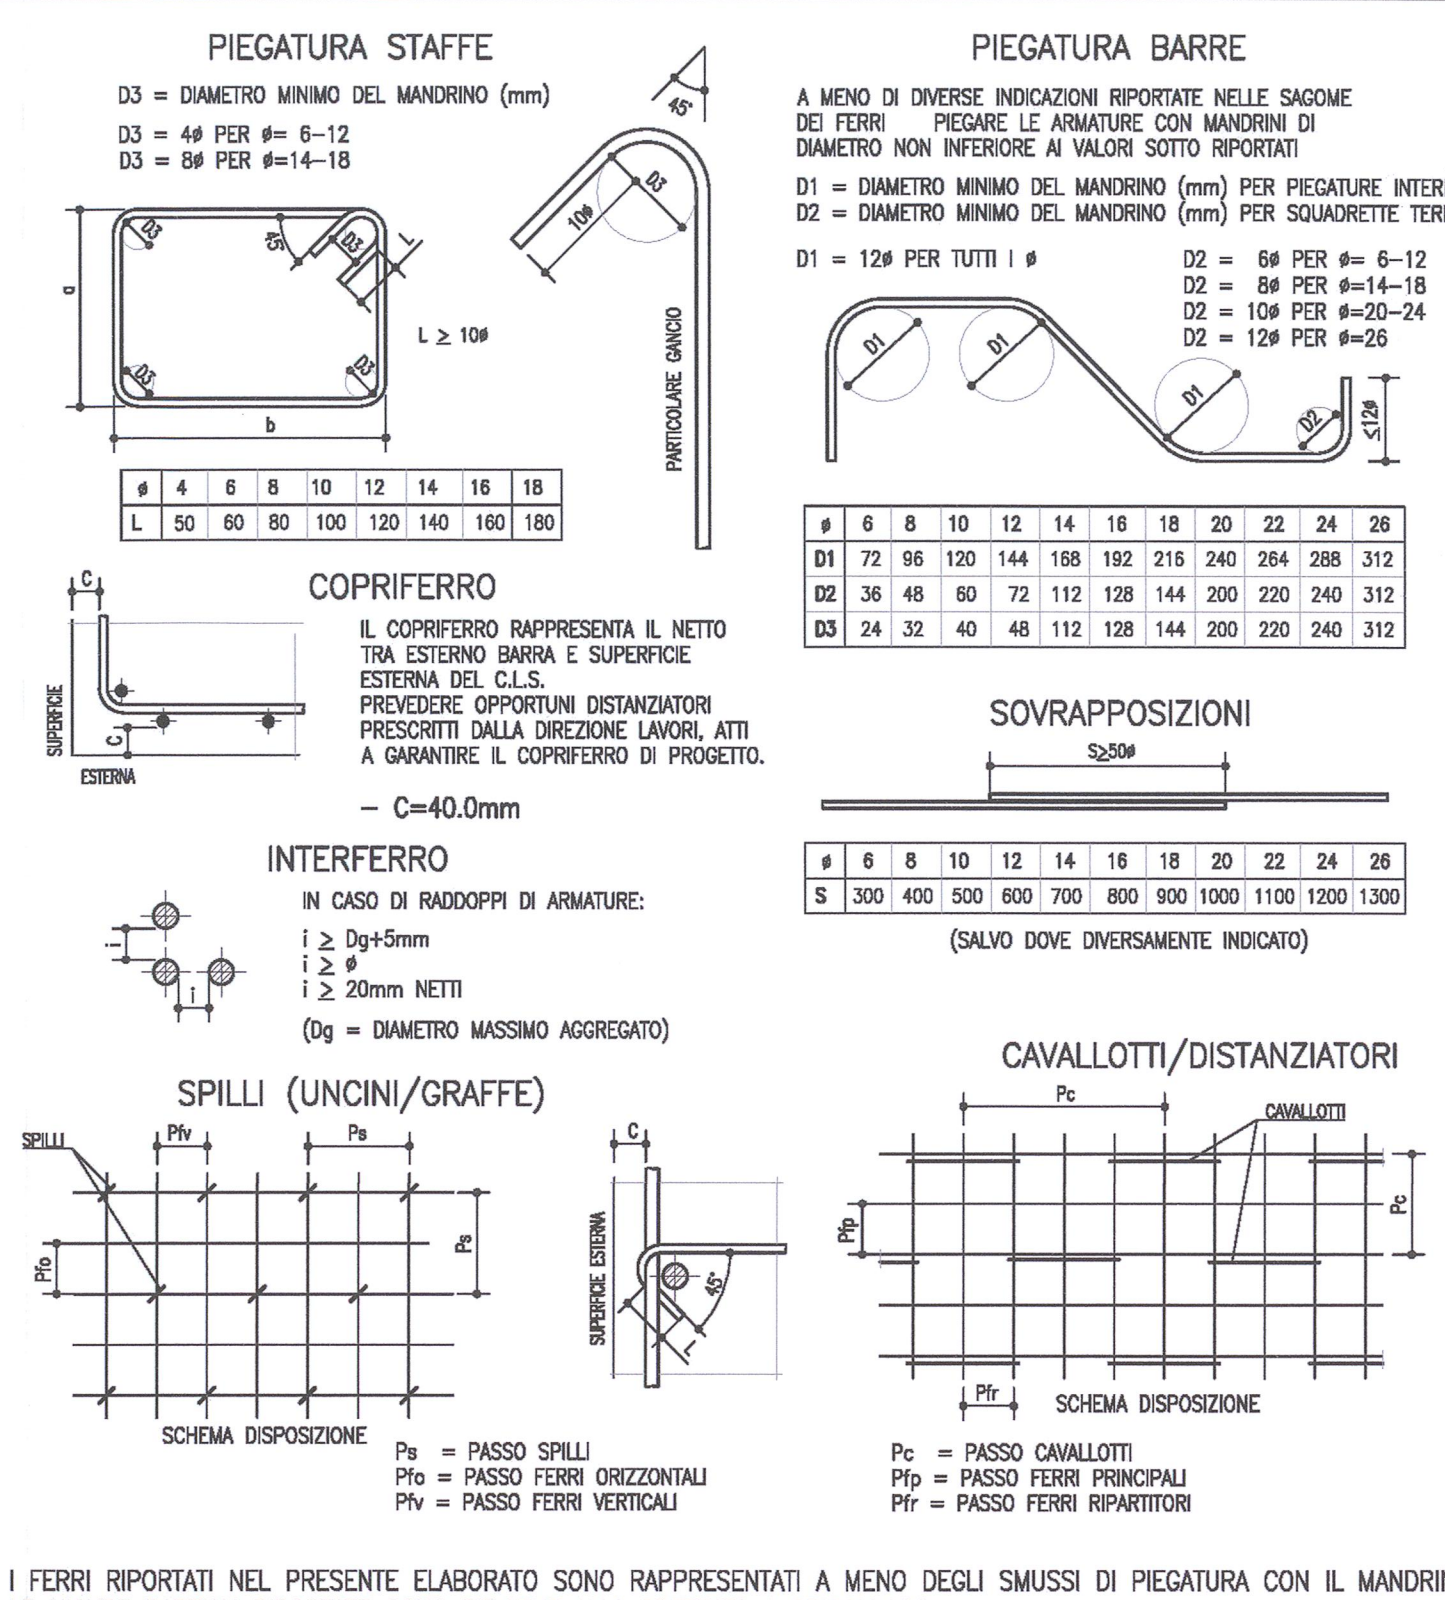 PIEGATURA STAFFE
D3 = DIAMETRO MINIMO DEL MANDRINO (mm)
D3 = 4ø PER ø= 6-12
D3 = 8ø PER ø=14-18
45°
D3
10ø
PARTICOLARE GANCIO
D3
45°
D3
L
a
D3
D3
b
L ≥ 10ø
ø 4 6 8 10 12 14 16 18
L 50 60 80 100 120 140 160 180
PIEGATURA BARRE
A MENO DI DIVERSE INDICAZIONI RIPORTATE NELLE SAGOME
DEI FERRI PIEGARE LE ARMATURE CON MANDRINI DI
DIAMETRO NON INFERIORE AI VALORI SOTTO RIPORTATI
D1 = DIAMETRO MINIMO DEL MANDRINO (mm) PER PIEGATURE
D2 = DIAMETRO MINIMO DEL MANDRINO (mm) PER SQUADRETTE
D1 = 12ø PER TUTTI I ø
D2 = 6ø PER ø= 6-12
D2 = 8ø PER ø=14-18
D2 = 10ø PER ø=20-24
D2 = 12ø PER ø=26
D1
D1
D1
D2
≤12ø
ø 6 8 10 12 14 16 18 20 22 24 26
D1 72 96 120 144 168 192 216 240 264 288 312
D2 36 48 60 72 112 128 144 200 220 240 312
D3 24 32 40 48 112 128 144 200 220 240 312
COPRIFERRO
C
SUPERFICIE
C
ESTERNA
IL COPRIFERRO RAPPRESENTA IL NETTO
TRA ESTERNO BARRA E SUPERFICIE
ESTERNA DEL C.L.S.
PREVEDERE OPPORTUNI DISTANZIATORI
PRESCRITTI DALLA DIREZIONE LAVORI, ATTI
A GARANTIRE IL COPRIFERRO DI PROGETTO.
- C=40.0mm
SOVRAPPOSIZIONI
S≥50ø
ø 6 8 10 12 14 16 18 20 22 24 26
S 300 400 500 600 700 800 900 1000 1100 1200 1300
(SALVO DOVE DIVERSAMENTE INDICATO)
INTERFERRO
IN CASO DI RADDOPPI DI ARMATURE:
i
i
i ≥ Dg+5mm
i ≥ ø
i ≥ 20mm NETTI
(Dg = DIAMETRO MASSIMO AGGREGATO)
SPILLI (UNCINI/GRAFFE)
SPILLI
Pfv
Ps
Ps
Pfo
SCHEMA DISPOSIZIONE
C
SUPERFICIE ESTERNA
45°
L
Ps = PASSO SPILLI
Pfo = PASSO FERRI ORIZZONTALI
Pfv = PASSO FERRI VERTICALI
CAVALLOTTI/DISTANZIATORI
Pc
CAVALLOTTI
Pfp
Pc
Pfr
SCHEMA DISPOSIZIONE
Pc = PASSO CAVALLOTTI
Pfp = PASSO FERRI PRINCIPALI
Pfr = PASSO FERRI RIPARTITORI
I FERRI RIPORTATI NEL PRESENTE ELABORATO SONO RAPPRESENTATI A MENO DEGLI SMUSSI DI PIEGATURA CON IL